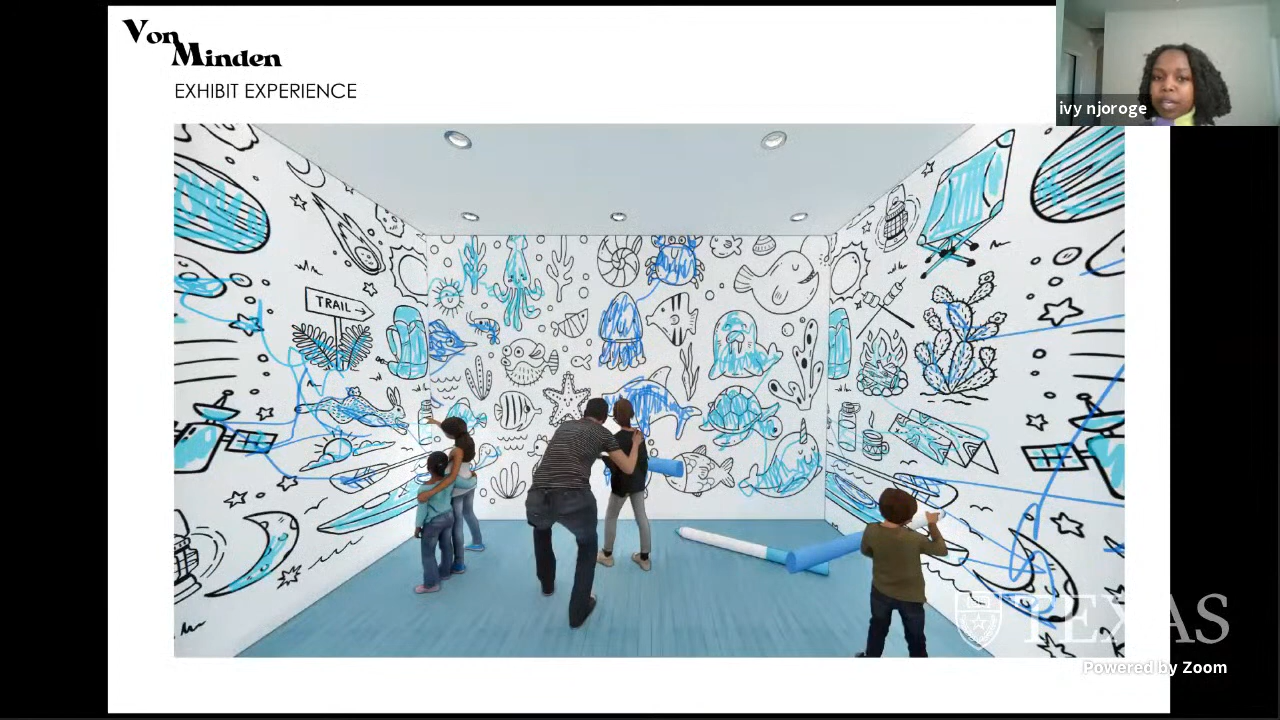 Von
Minden
EXHIBIT EXPERIENCE
ivy njoroge
TRAIL
TEXAS
Powered by Zoom